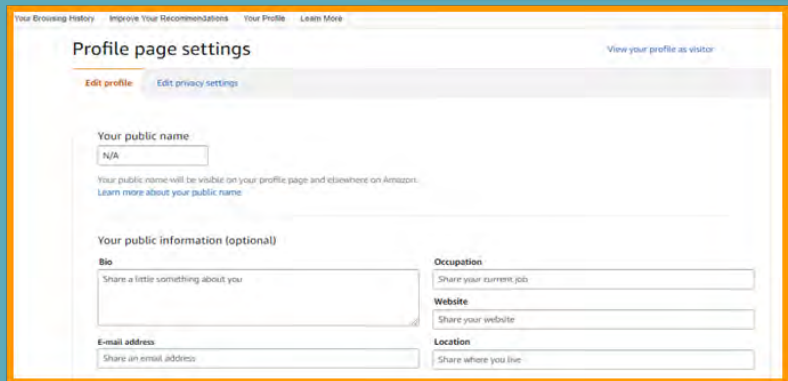 Your Browsing History Improve Your Recommendations Your Profile Learn More
Profile page settings
View your profile as visitor
Edit profile Edit privacy settings
Your public name
N/A
Your public name will be visible on your profile page and elsewhere on Amazon.
Learn more about your public name
Your public information (optional)
Bio
Share a little something about you
E-mail address
Share an email address
Occupation
Share your current job
Website
Share your website
Location
Share where you live